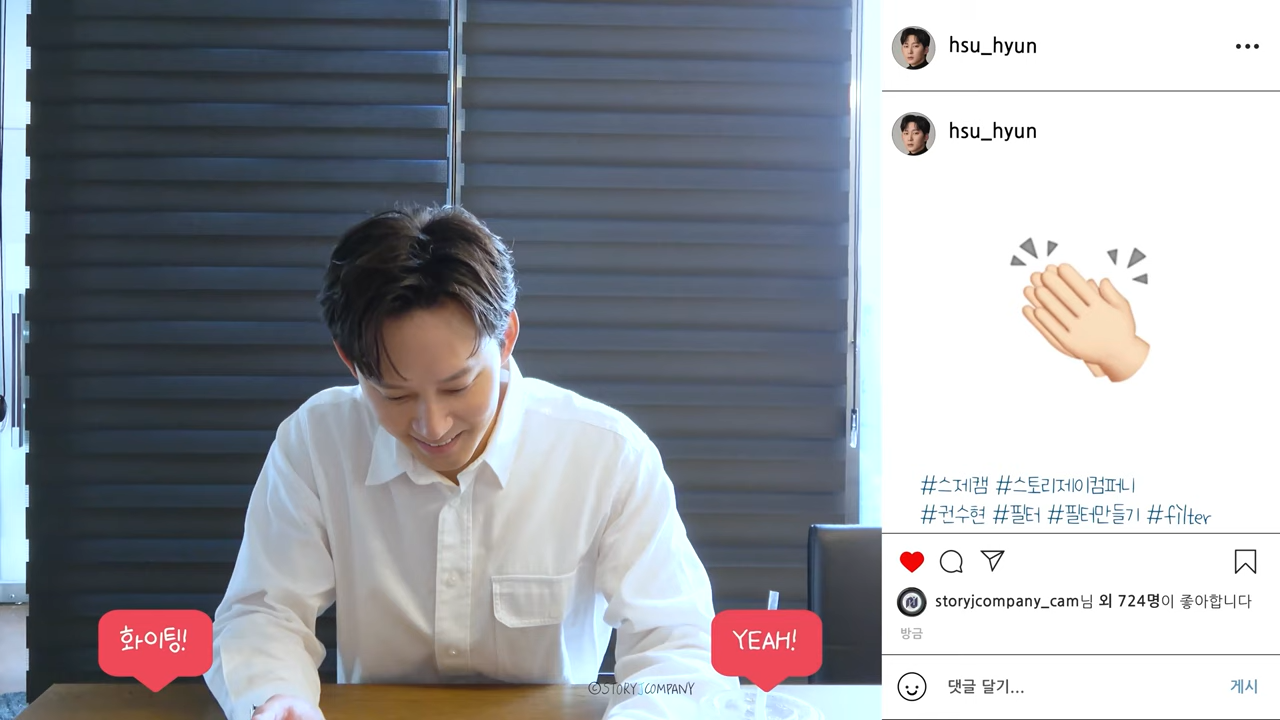 화이팅!
YEAH!
©STORYJCOMPANY
hsu_hyun
hsu_hyun
#스제캠 #스토리제이컴퍼니
#권수현 #필터 #필터만들기 #filter
storyjcompany_cam님 외 724명이 좋아합니다
방금
댓글 달기...
게시